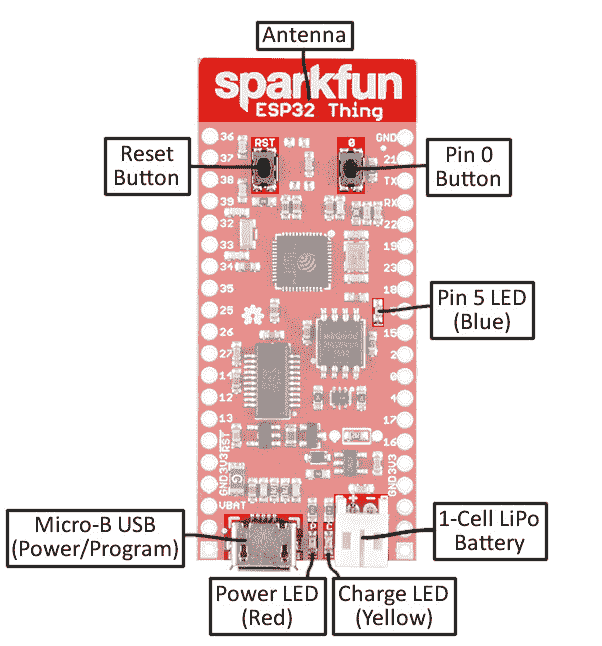 Antenna
sparkfun
ESP32 Thing
Reset
Button
Pin 0
Button
RST
0
36
37
38
39
32
33
34
35
25
26
27
14
12
13
RST
3V3
GND
VBAT
GND
21
TX
RX
22
19
23
18
15
2
0
4
17
16
3V3
GND
Pin 5 LED
(Blue)
Micro-B USB
(Power/Program)
1-Cell LiPo
Battery
Power LED
(Red)
Charge LED
(Yellow)